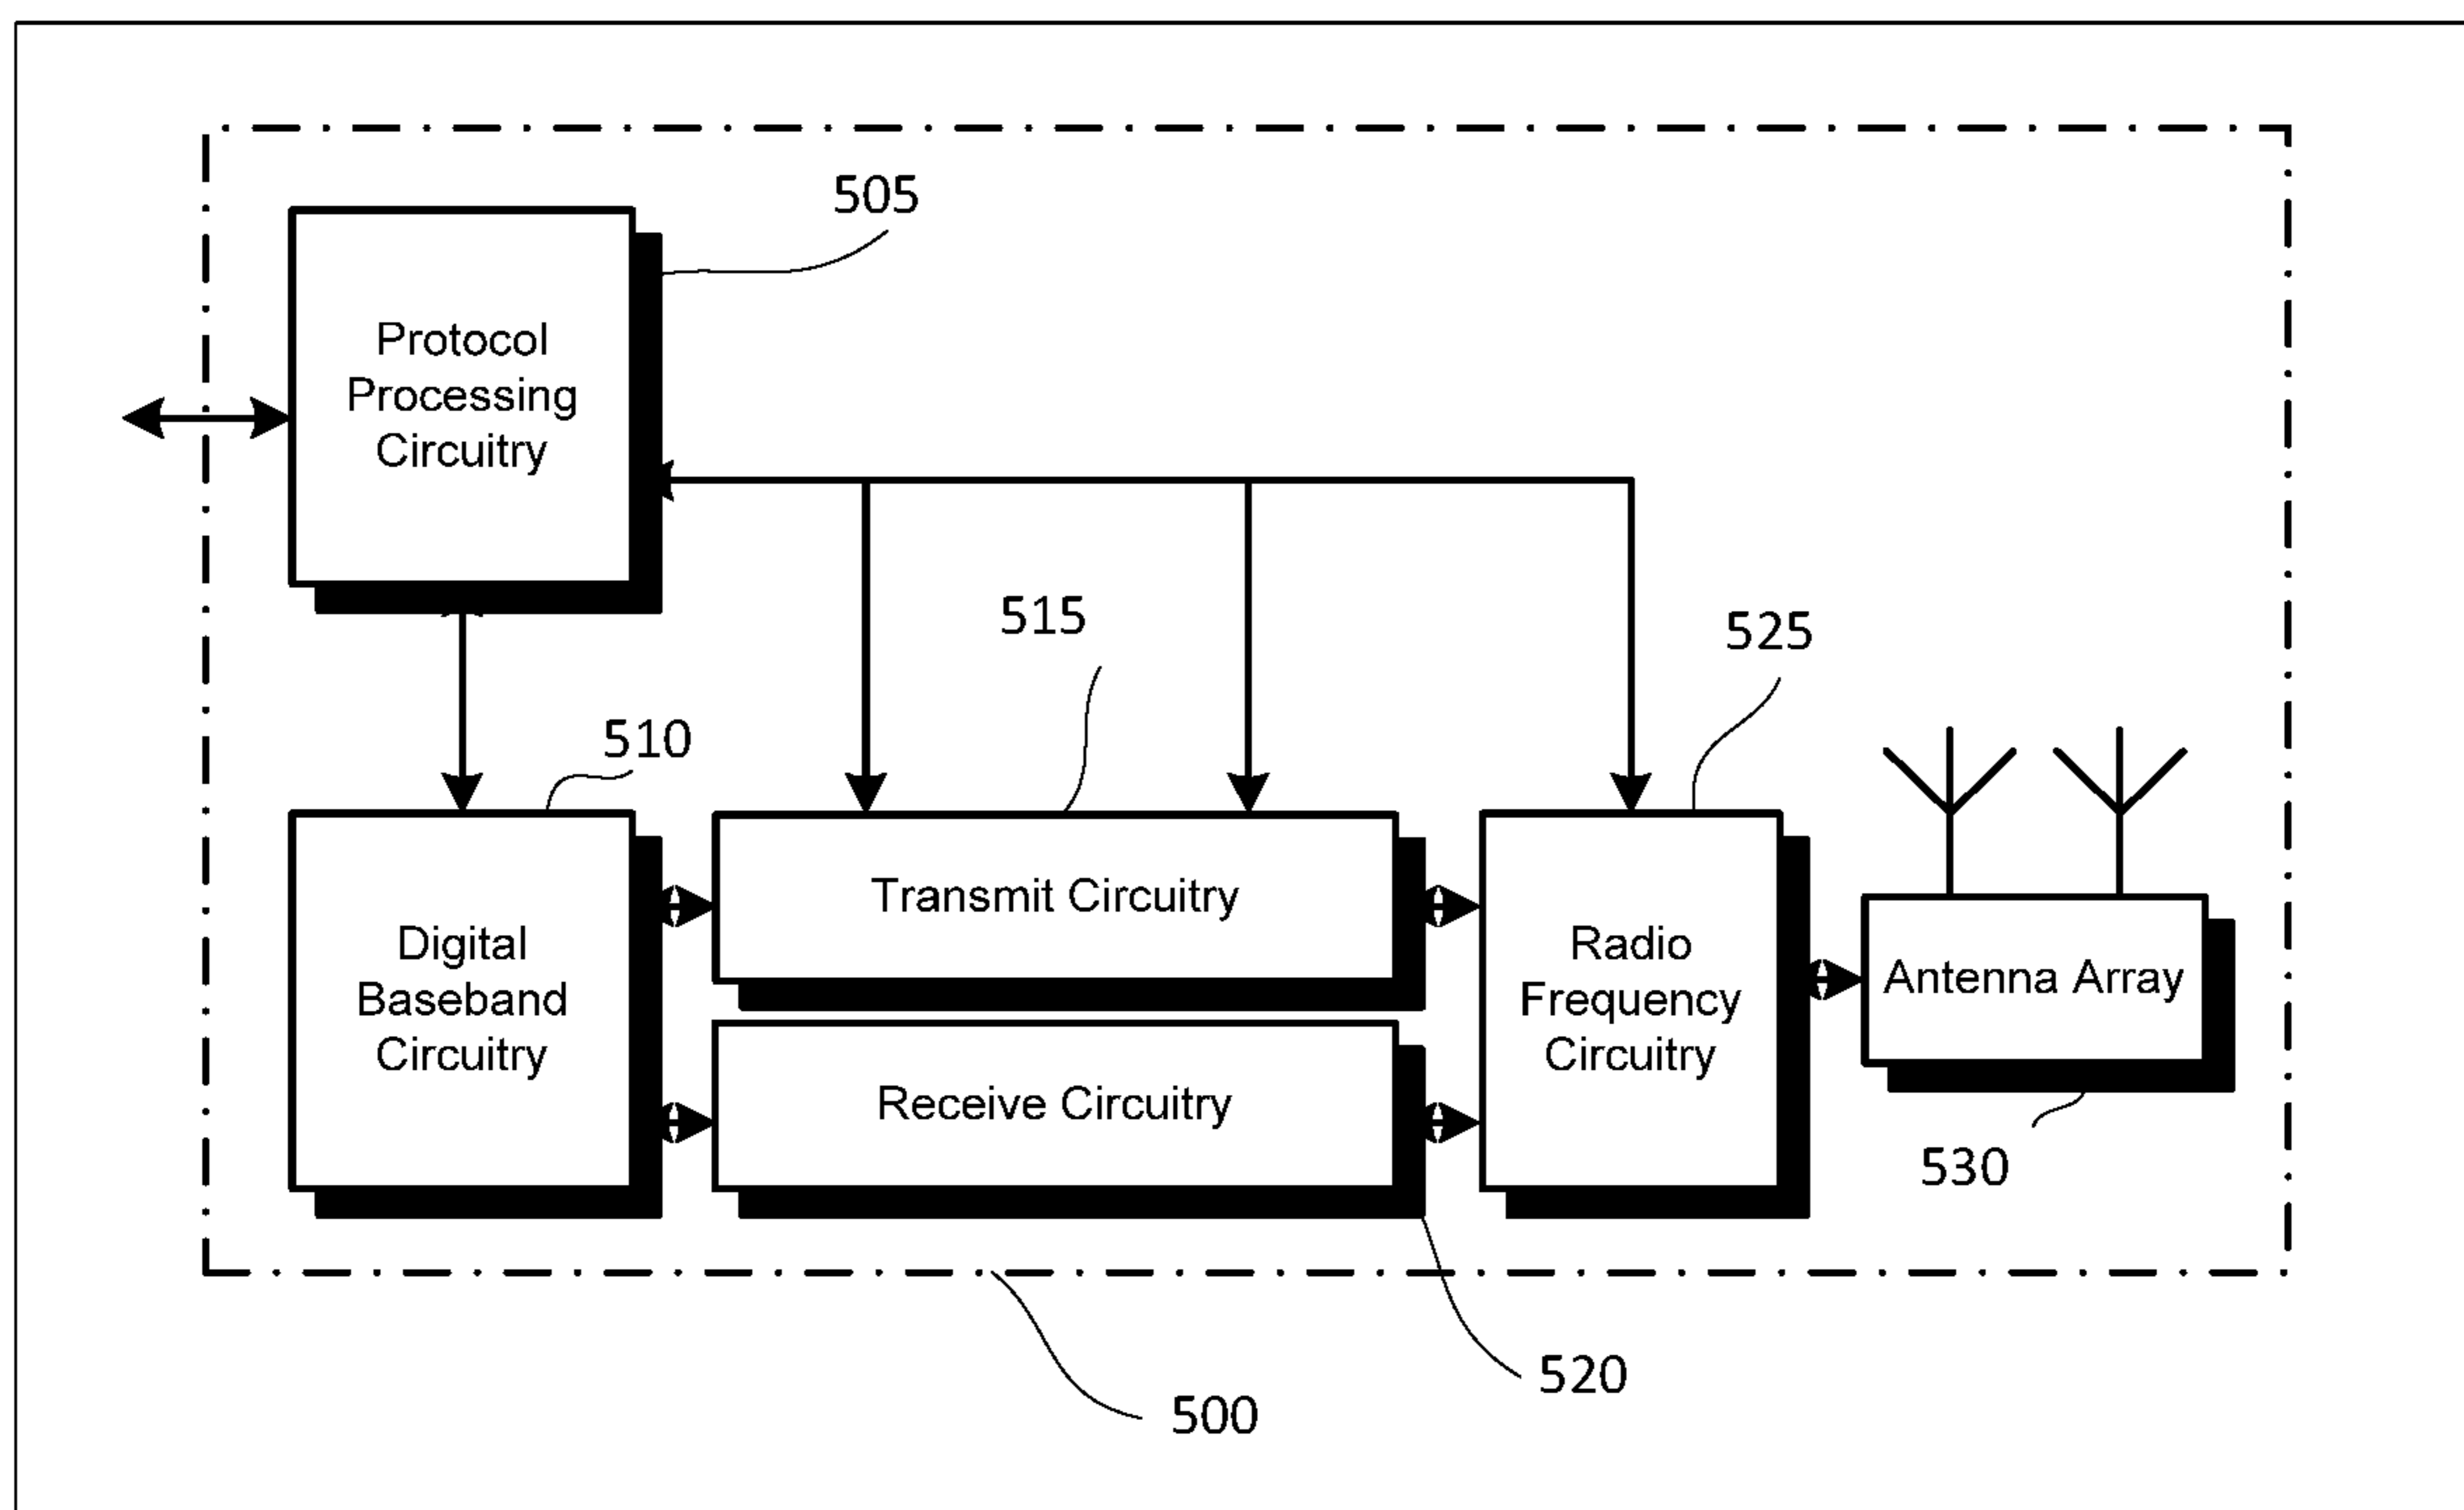 505
Protocol
Processing
Circuitry
515
525
510
Transmit Circuitry
Digital
Baseband
Circuitry
Radio
Frequency
Circuitry
Antenna Array
Receive Circuitry
530
520
500